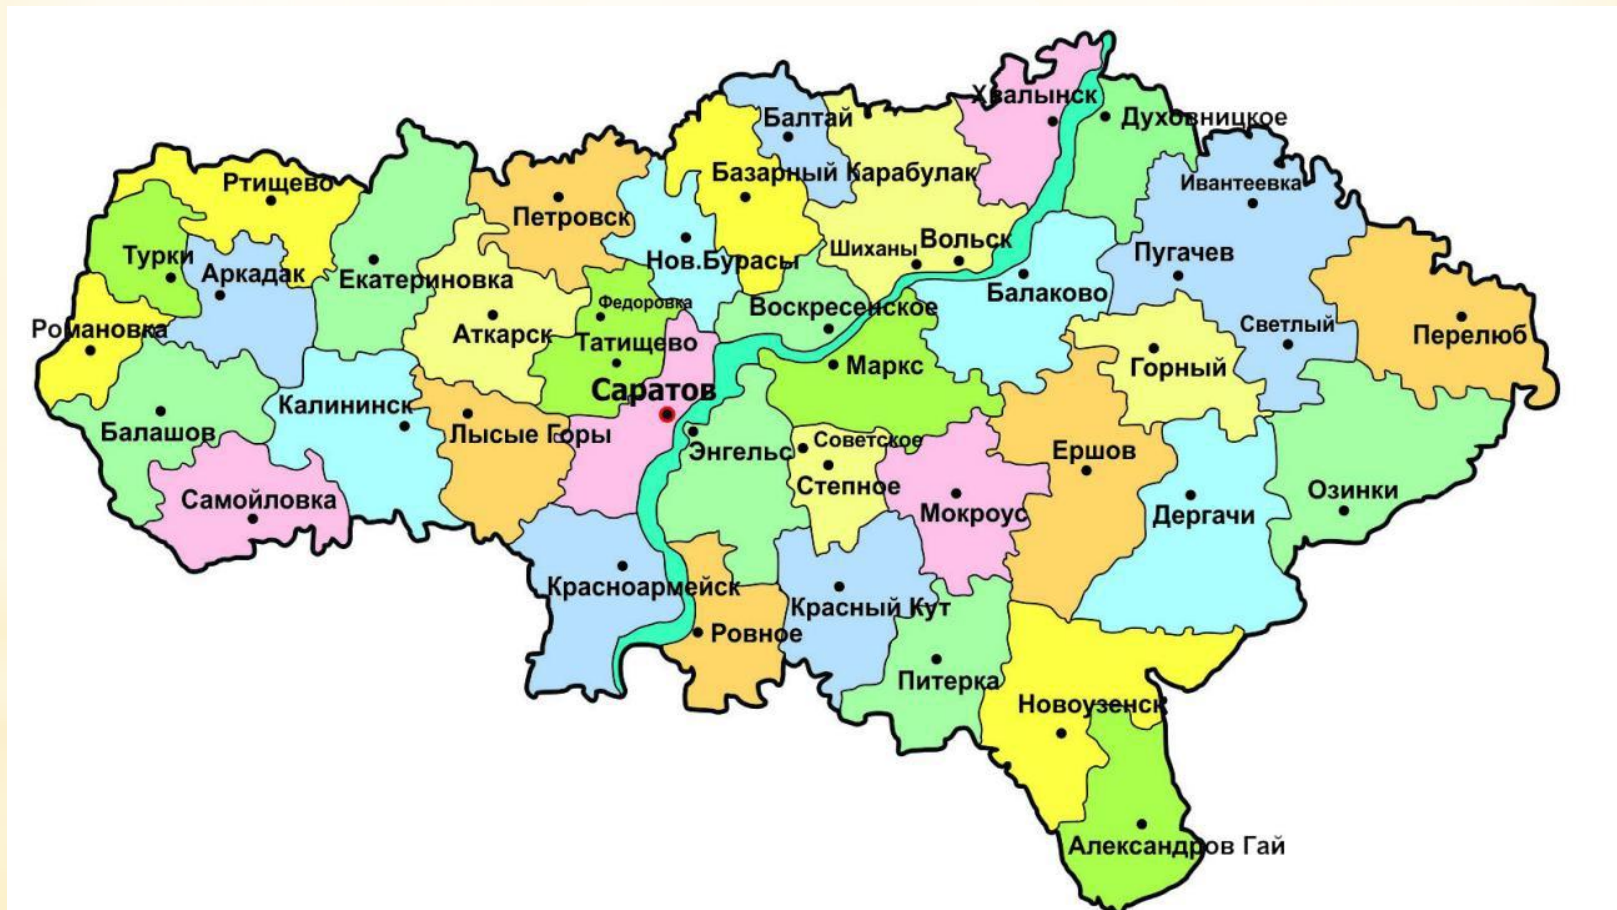 Хвалынск
Духовницкое
Балтай
Базарный Карабулак
Ивантеевка
Ртищево
Петровск
Турки
Аркадак
Екатериновка
Нов.Бурасы
Шиханы
Вольск
Пугачев
Балаково
Федоровка
Воскресенское
Романовка
Аткарск
Татищево
Светлый
Перелюб
Маркс
Горный
Саратов
Калининск
Балашов
Лысые Горы
Энгельс
Советское
Ершов
Степное
Самойловка
Мокроус
Дергачи
Озинки
Красноармейск
Красный Кут
Ровное
Питерка
Новоузенск
Александров Гай